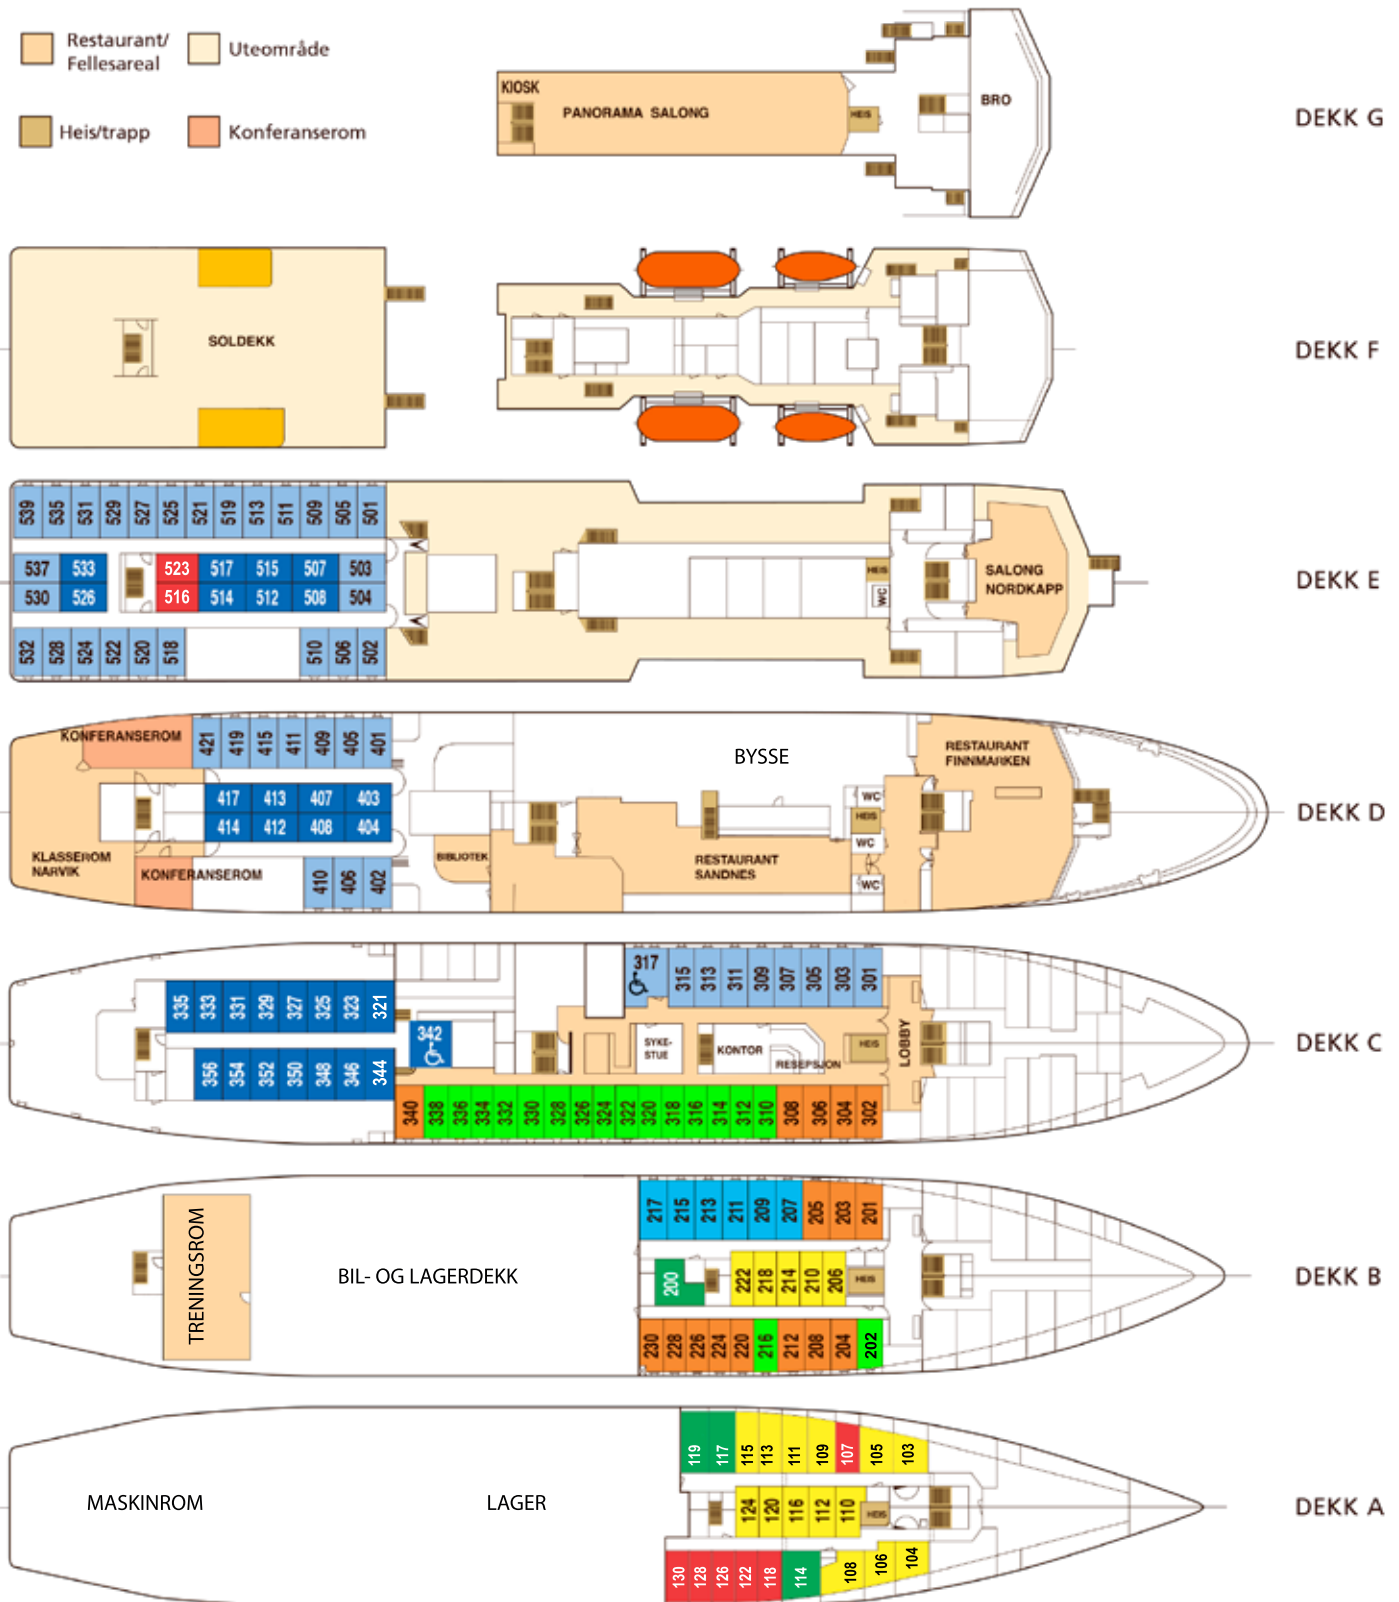 Restaurant/
Fellesareal
Uteområde
Heis/trapp
Konferanserom
KIOSK
PANORAMA SALONG
HEIS
BRO
DEKK G
SOLDEKK
DEKK F
539 535 531 529 527 525 521 519 513 511 509 505 501
537 533 523 517 515 507 503
530 526 516 514 512 508 504
532 528 524 522 520 518 510 506 502
HEIS
WC
SALONG
NORDKAPP
DEKK E
KONFERANSEROM
421 419 415 411 409 405 401
417 413 407 403
414 412 408 404
KLASSEROM
NARVIK
KONFERANSEROM
410 406 402
BIBLIOTEK
BYSSE
RESTAURANT
SANDNES
WC
HEIS
WC
WC
RESTAURANT
FINNMARKEN
DEKK D
317 315 313 311 309 307 305 303 301
335 333 331 329 327 325 323 321
342
356 354 352 350 348 346 344
SYKE-
STUE
KONTOR
RESEPSJON
HEIS
LOBBY
340 338 336 334 332 330 328 326 324 322 320 318 316 314 312 310 308 306 304 302
DEKK C
TRENINGSROM
BIL- OG LAGERDEKK
217 215 213 211 209 207 205 203 201
200 222 218 214 210 206
HEIS
230 228 226 224 220 216 212 208 204 202
DEKK B
MASKINROM
LAGER
119 117 115 113 111 109 107 105 103
124 120 116 112 110
HEIS
130 128 126 122 118 114 108 106 104
DEKK A